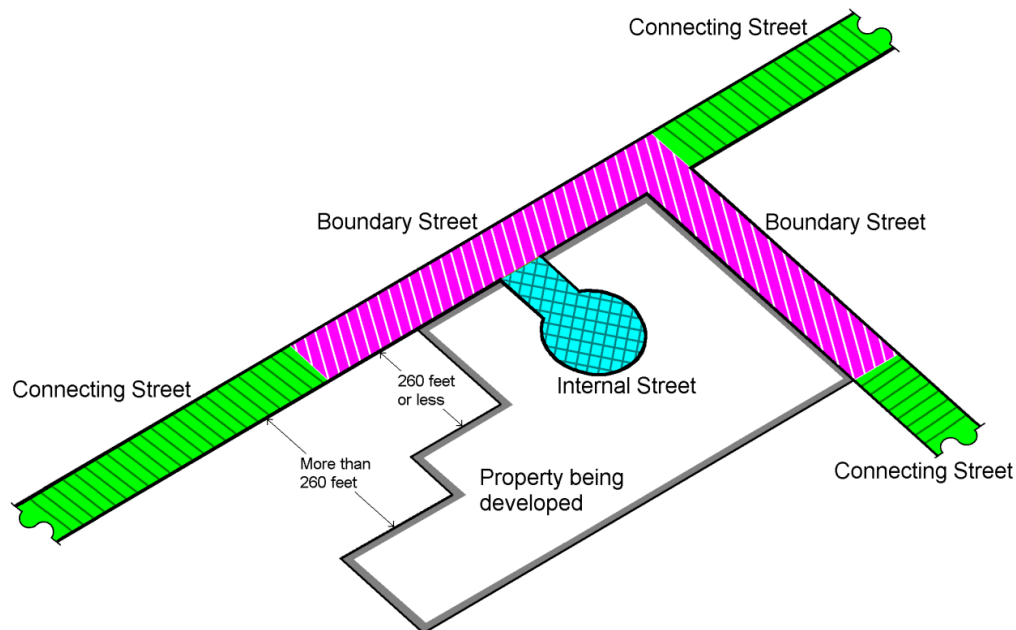 Connecting Street
Boundary Street
Boundary Street
Connecting Street
260 feet
or less
Internal Street
More than
260 feet
Property being
developed
Connecting Street